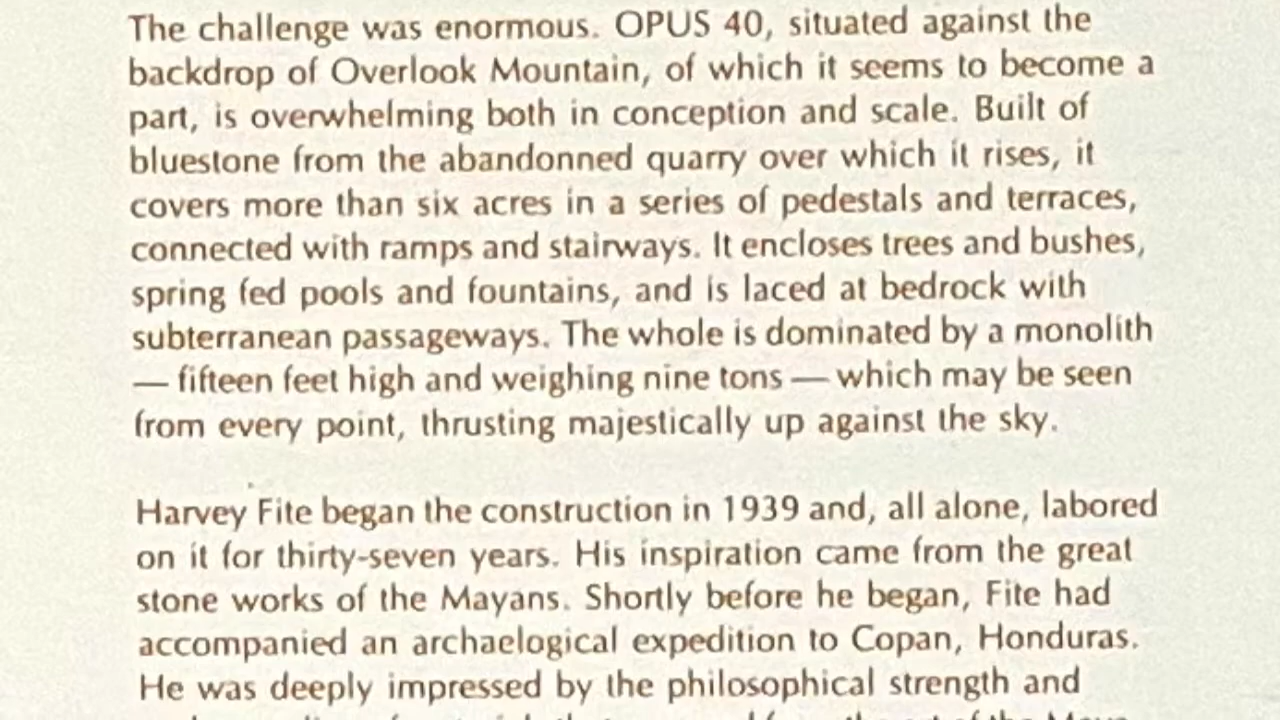 The challenge was enormous. OPUS 40, situated against the
backdrop of Overlook Mountain, of which it seems to become a
part, is overwhelming both in conception and scale. Built of
bluestone from the abandonned quarry over which it rises, it
covers more than six acres in a series of pedestals and terraces,
connected with ramps and stairways. It encloses trees and bushes,
spring fed pools and fountains, and is laced at bedrock with
subterranean passageways. The whole is dominated by a monolith
— fifteen feet high and weighing nine tons — which may be seen
from every point, thrusting majestically up against the sky.
Harvey Fite began the construction in 1939 and, all alone, labored
on it for thirty-seven years. His inspiration came from the great
stone works of the Mayans. Shortly before he began, Fite had
accompanied an archaelogical expedition to Copan, Honduras.
He was deeply impressed by the philosophical strength and